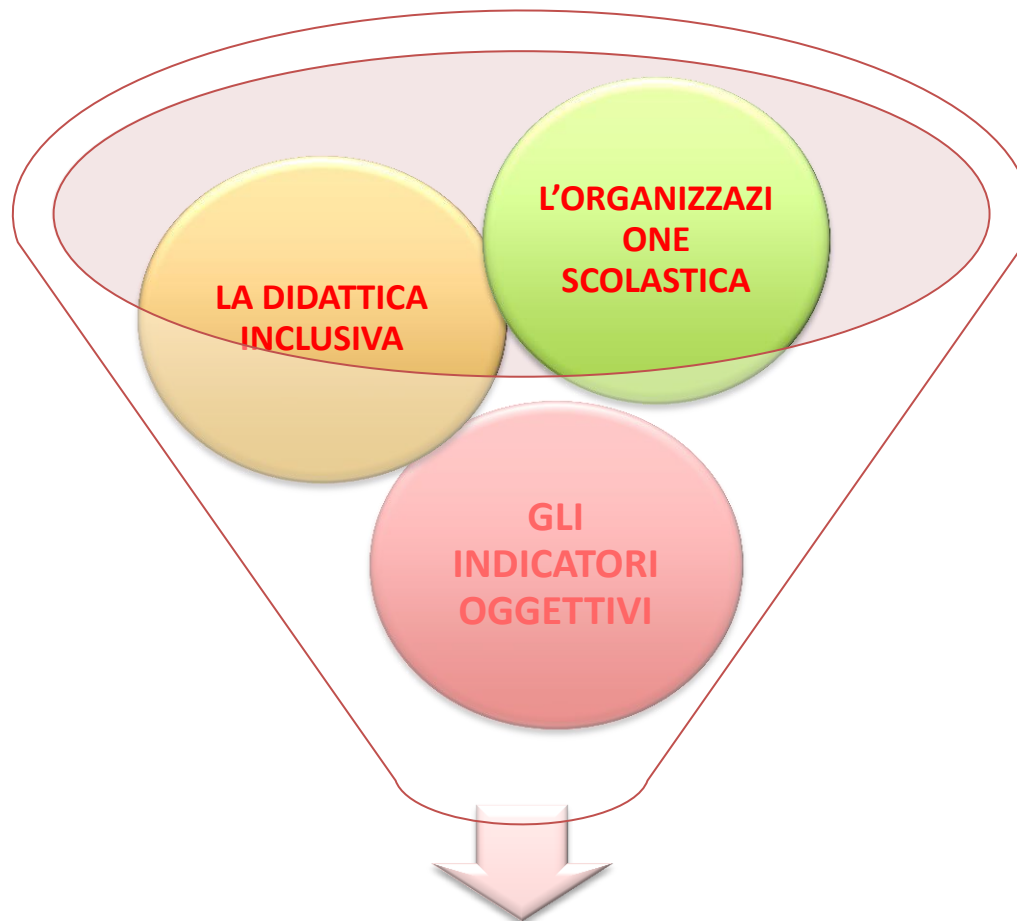 LA DIDATTICA
INCLUSIVA
L’ORGANIZZAZI
ONE
SCOLASTICA
GLI
INDICATORI
OGGETTIVI